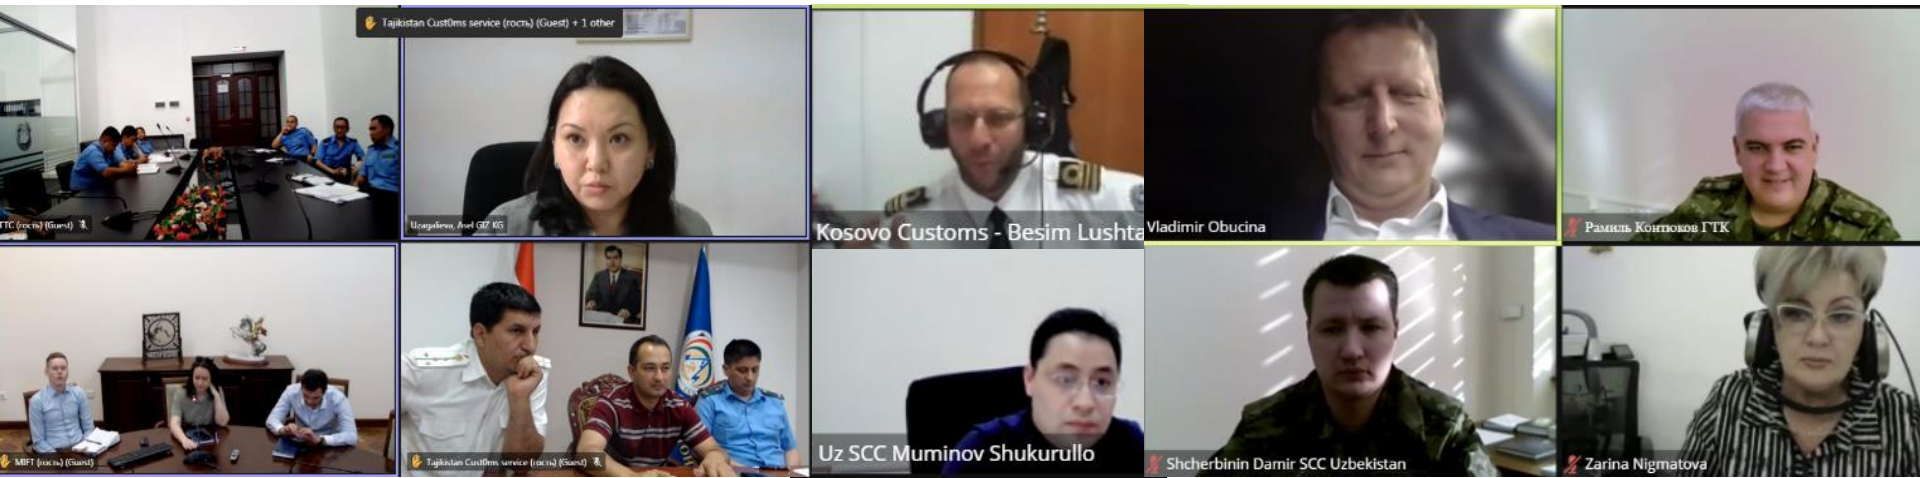 Tajikistan Cust0ms service (гость) (Guest) + 1 other
ТТС (гость) (Guest)
Uzagalieva, Asel GIZ KG
Kosovo Customs - Besim Lushta
Vladimir Obucina
Рамиль Контюков ГТК
MIFT (гость) (Guest)
Tajikistan Cust0ms service (гость) (Guest)
Uz SCC Muminov Shukurullo
Shcherbinin Damir SCC Uzbekistan
Zarina Nigmatova